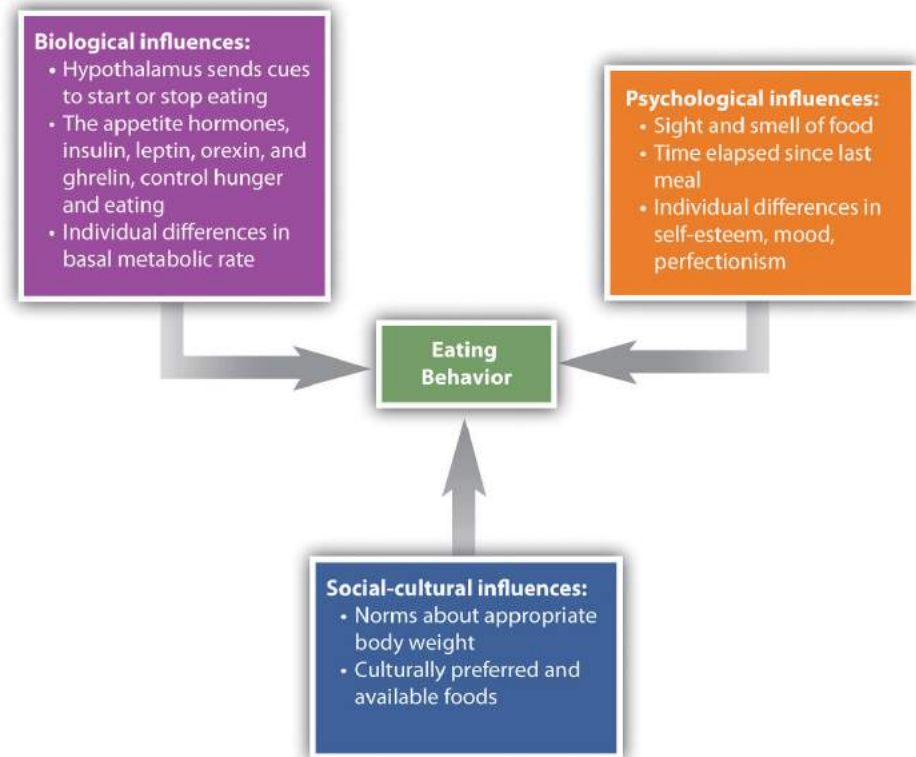 Biological influences:
• Hypothalamus sends cues
to start or stop eating
• The appetite hormones,
insulin, leptin, orexin, and
ghrelin, control hunger
and eating
• Individual differences in
basal metabolic rate
Psychological influences:
• Sight and smell of food
• Time elapsed since last
meal
• Individual differences in
self-esteem, mood,
perfectionism
Eating
Behavior
Social-cultural influences:
• Norms about appropriate
body weight
• Culturally preferred and
available foods